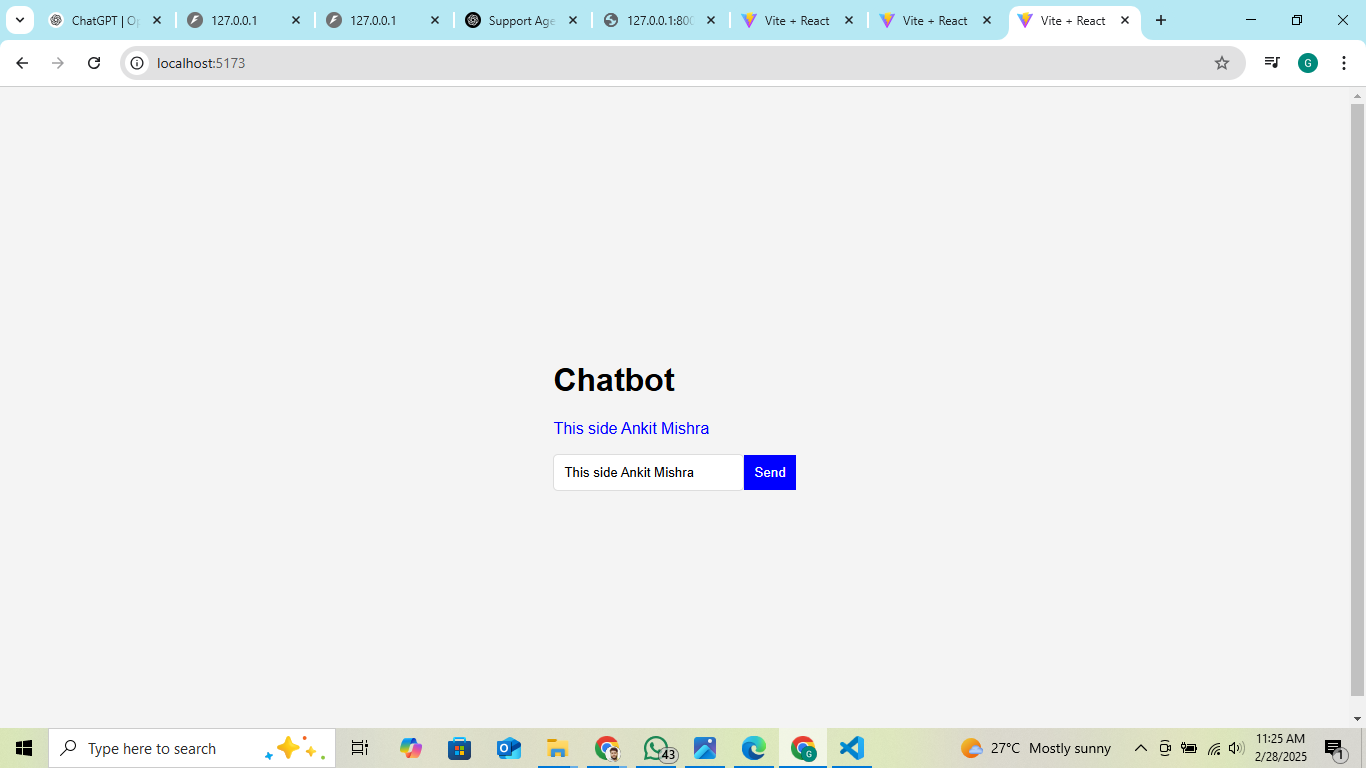 ChatGPT | Op
127.0.0.1
127.0.0.1
Support Age
127.0.0.1:800
Vite + React
Vite + React
Vite + React
localhost:5173
G
Chatbot
This side Ankit Mishra
This side Ankit Mishra
Send
Type here to search
43
G
27°C Mostly sunny
11:25 AM
2/28/2025
1